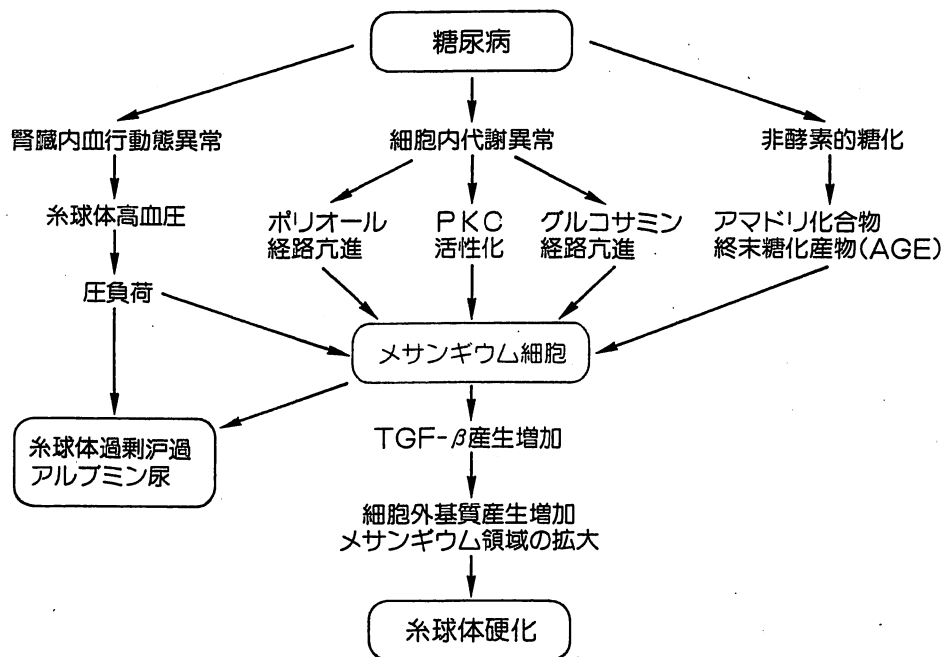 糖尿病
腎臓内血行動態異常
細胞内代謝異常
非酵素的糖化
糸球体高血圧
ポリオール
経路亢進
PKC
活性化
グルコサミン
経路亢進
アマドリ化合物
終末糖化産物(AGE)
圧負荷
メサンギウム細胞
糸球体過剰沪過
アルブミン尿
TGF-β産生増加
細胞外基質産生増加
メサンギウム領域の拡大
糸球体硬化